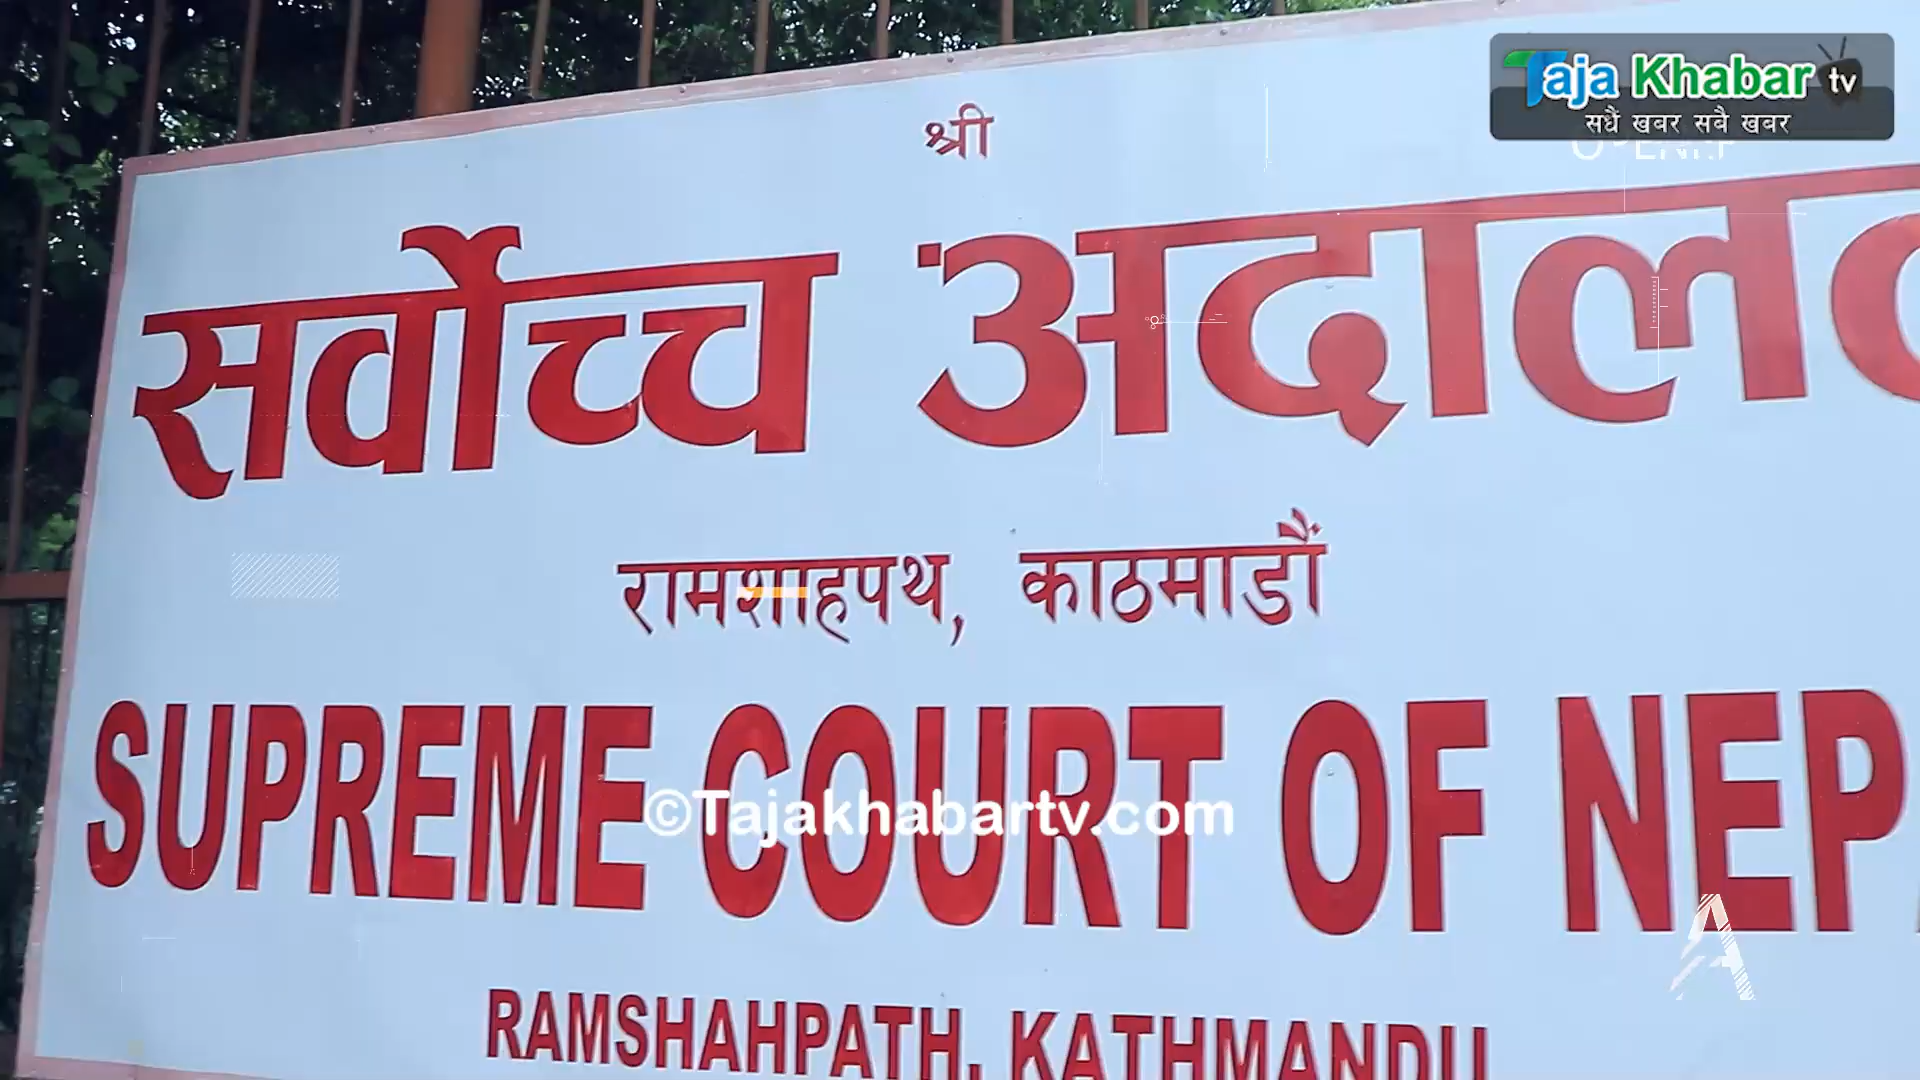 Taja Khabar tv
सधैं खबर सबै खबर
श्री
सर्वोच्च अदालत
रामशाहपथ, काठमाडौं
SUPREME COURT OF NEP
©Tajakhabartv.com
RAMSHAHPATH, KATHMANDU
A